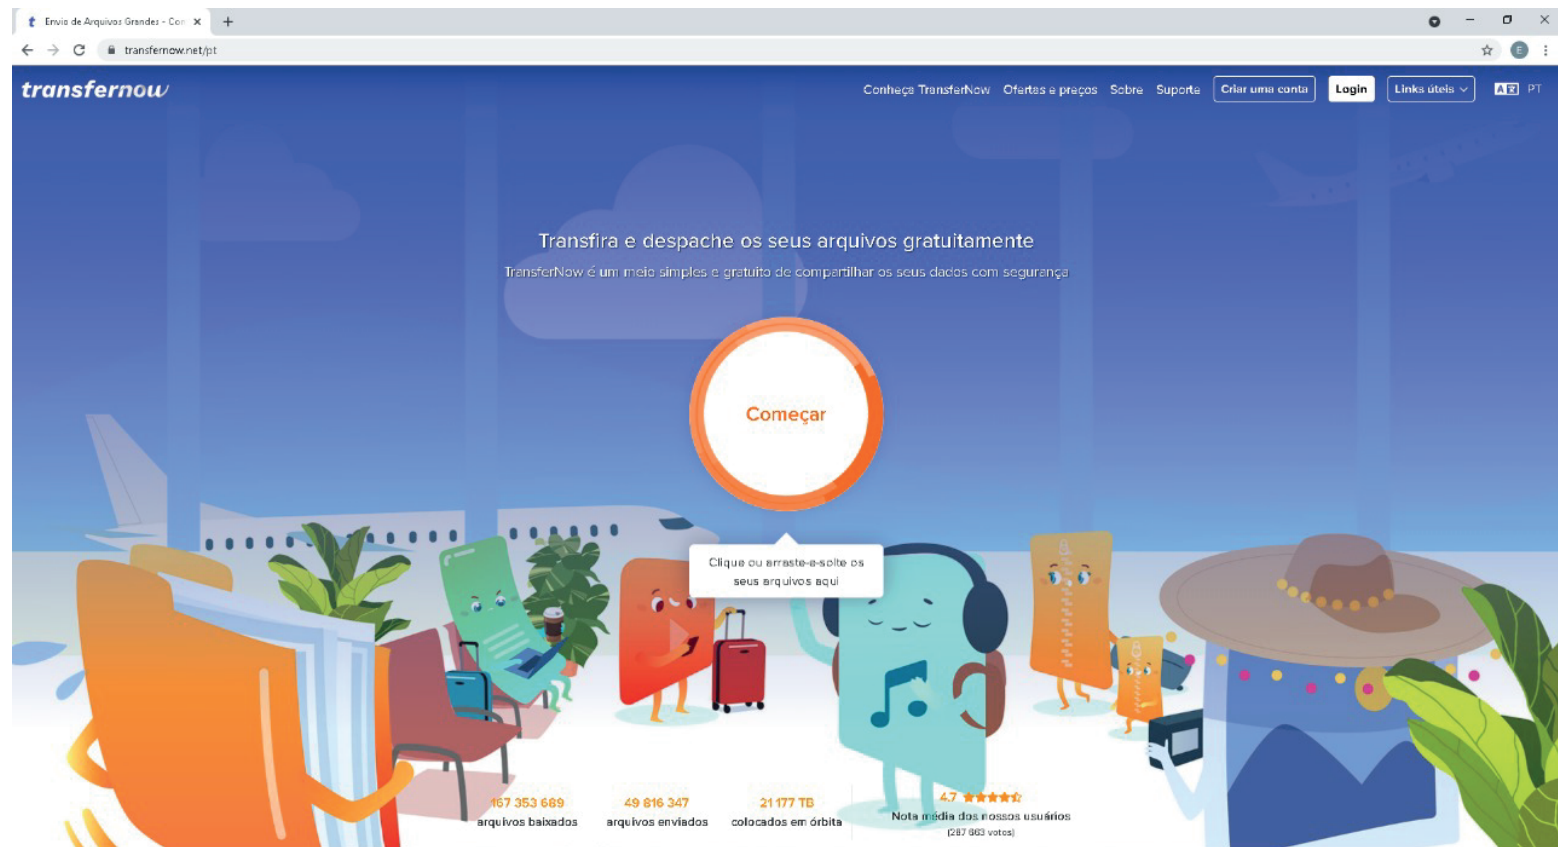 Envio de Arquivos Grandes - Con
transfernow.net/pt
E
transfernow
Conheça TransferNow Ofertas e preços Sobre Suporte Criar uma conta Login Links úteis PT
Transfira e despache os seus arquivos gratuitamente
TransferNow é um meio simples e gratuito de compartilhar os seus dados com segurança
Começar
Clique ou arraste-e-solte os
seus arquivos aqui
167 353 689
arquivos baixados
49 816 347
arquivos enviados
21 177 TB
colocados em órbita
4.7
Nota média dos nossos usuários
(287 663 votos)